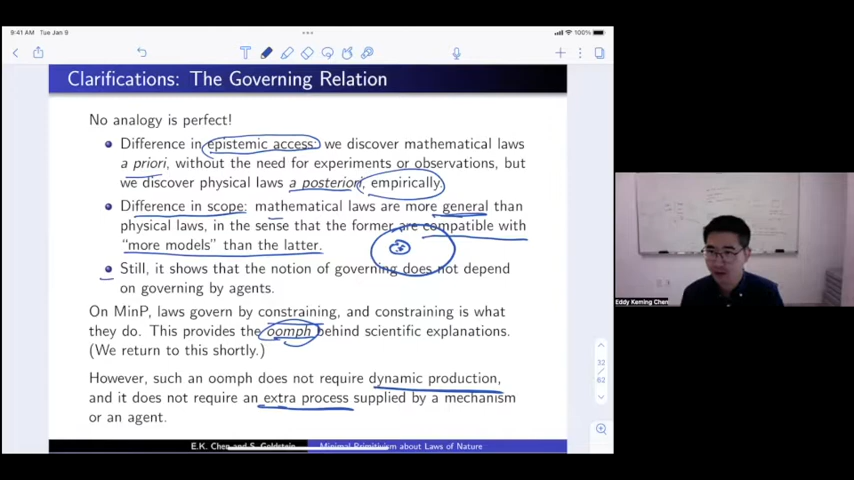 9:41 AM Tue Jan 9
100%
Clarifications: The Governing Relation
No analogy is perfect!
Difference in epistemic access: we discover mathematical laws
a priori, without the need for experiments or observations, but
we discover physical laws a posteriori, empirically.
Difference in scope: mathematical laws are more general than
physical laws, in the sense that the former are compatible with
“more models” than the latter.
Still, it shows that the notion of governing does not depend
on governing by agents.
On MinP, laws govern by constraining, and constraining is what
they do. This provides the oomph behind scientific explanations.
(We return to this shortly.)
However, such an oomph does not require dynamic production,
and it does not require an extra process supplied by a mechanism
or an agent.
E.K. Chen and S. Goldstein
Minimal Primitivism about Laws of Nature
32
/
62
Eddy Keming Chen